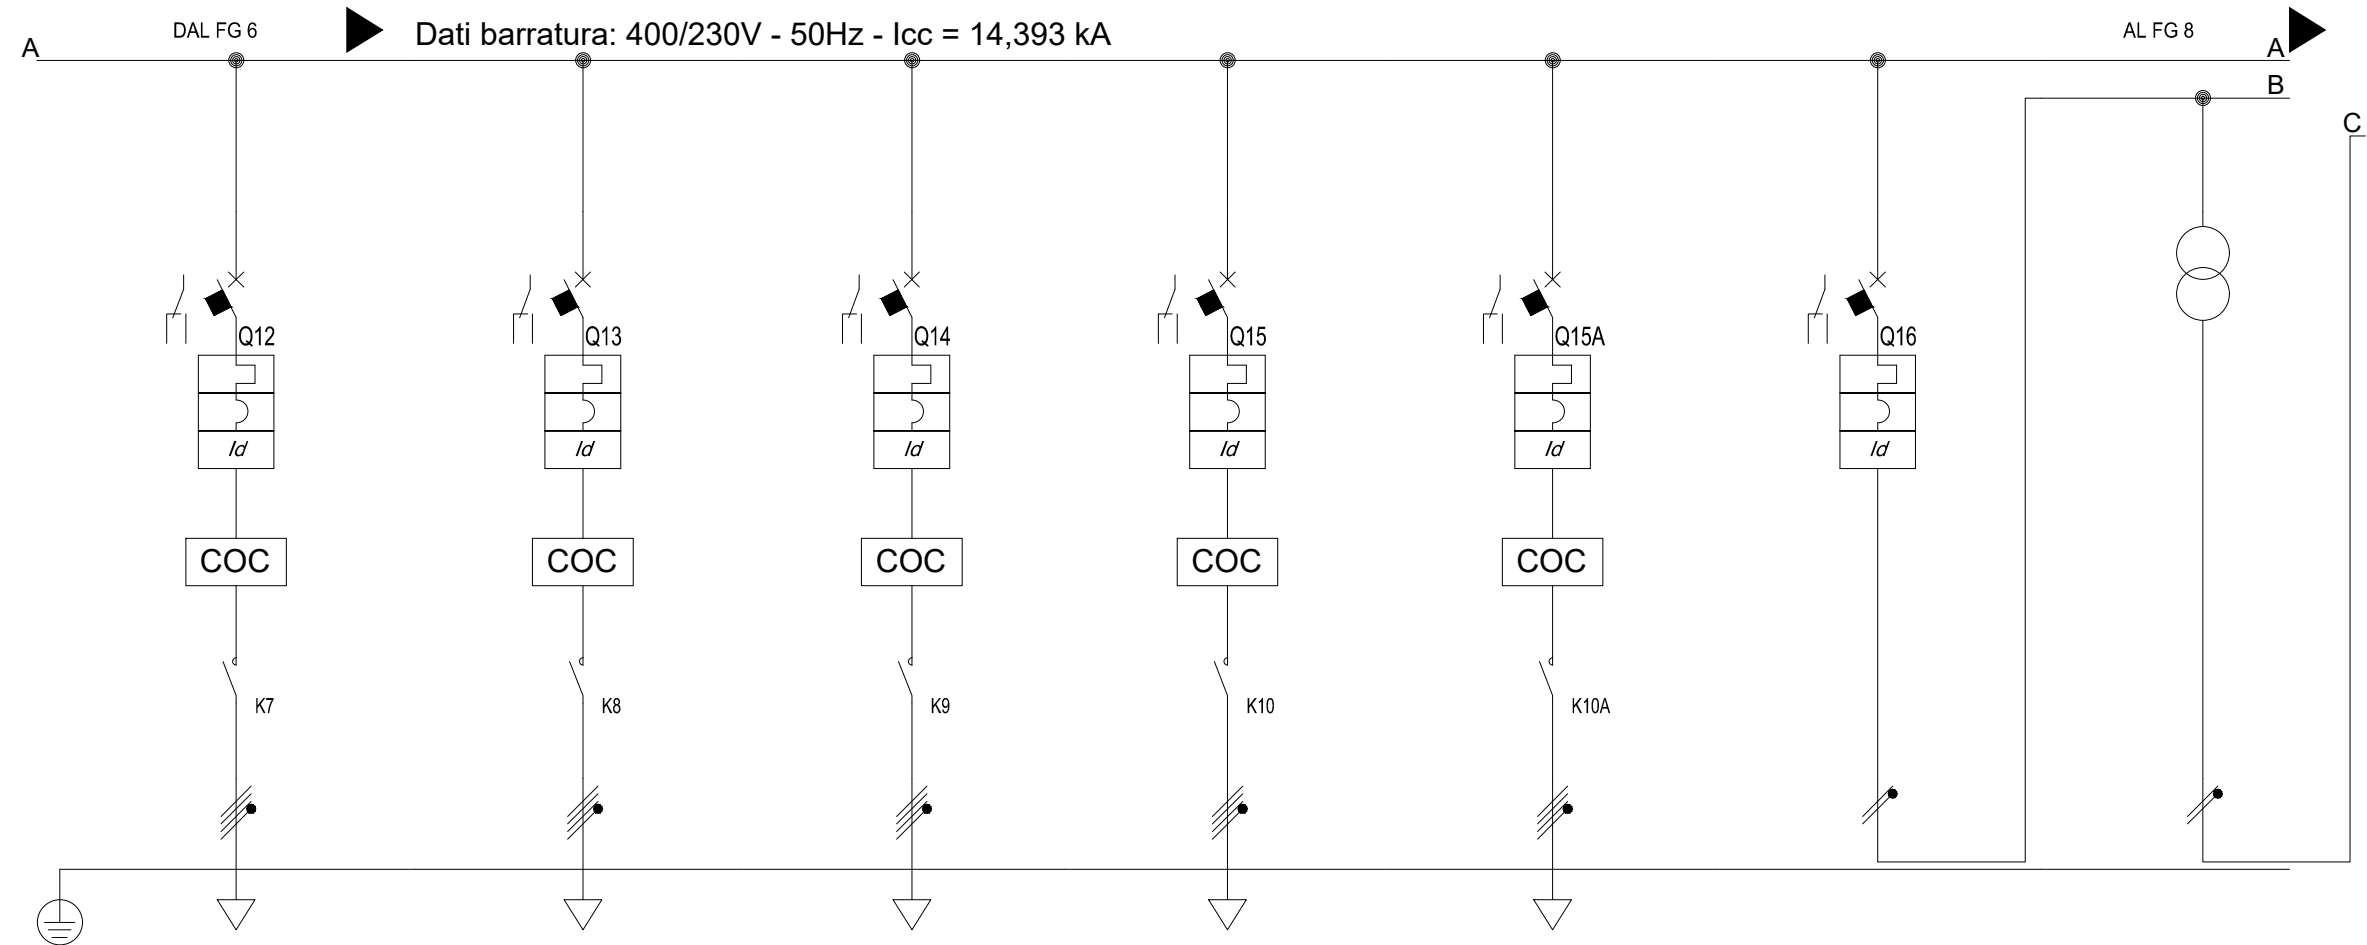 DAL FG 6
Dati barratura: 400/230V - 50Hz - Icc = 14,393 kA
AL FG 8
A
A
B
C
Q12
Q13
Q14
Q15
Q15A
Q16
Id
Id
Id
Id
Id
Id
COC
COC
COC
COC
COC
K7
K8
K9
K10
K10A